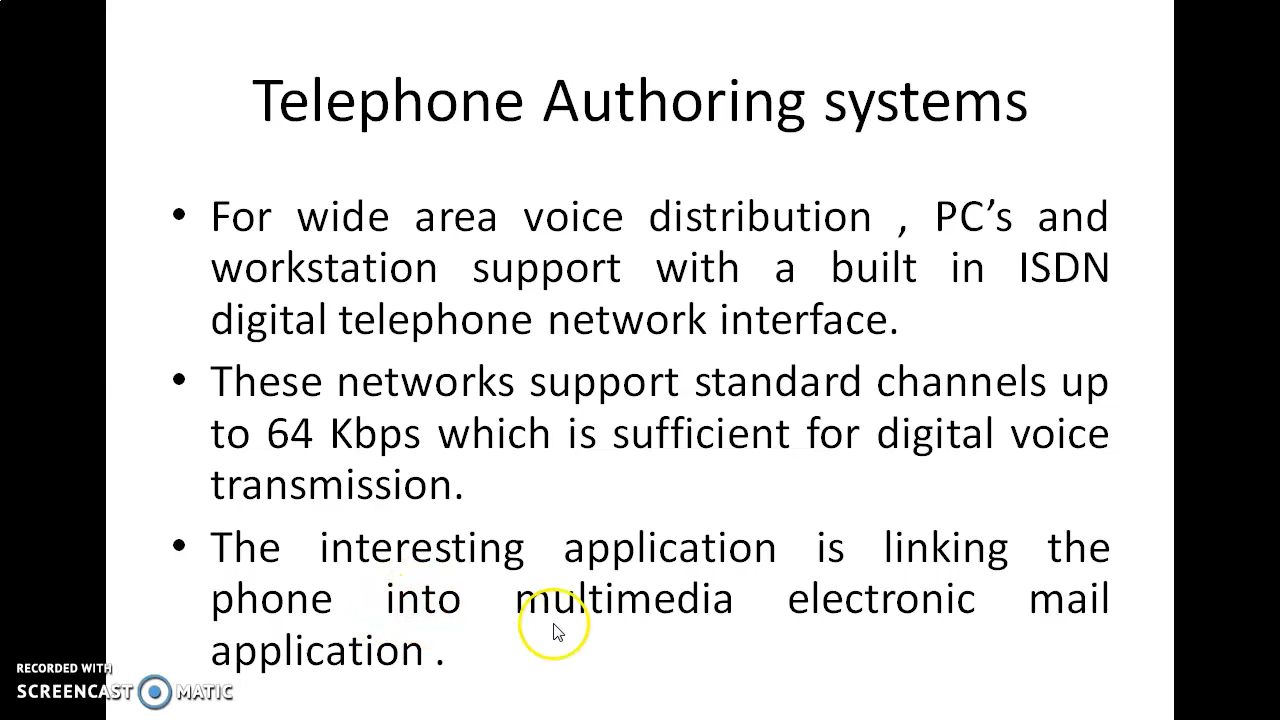 Telephone Authoring systems
• For wide area voice distribution , PC’s and
workstation support with a built in ISDN
digital telephone network interface.
• These networks support standard channels up
to 64 Kbps which is sufficient for digital voice
transmission.
• The interesting application is linking the
phone into multimedia electronic mail
application .
RECORDED WITH
SCREENCAST MATIC